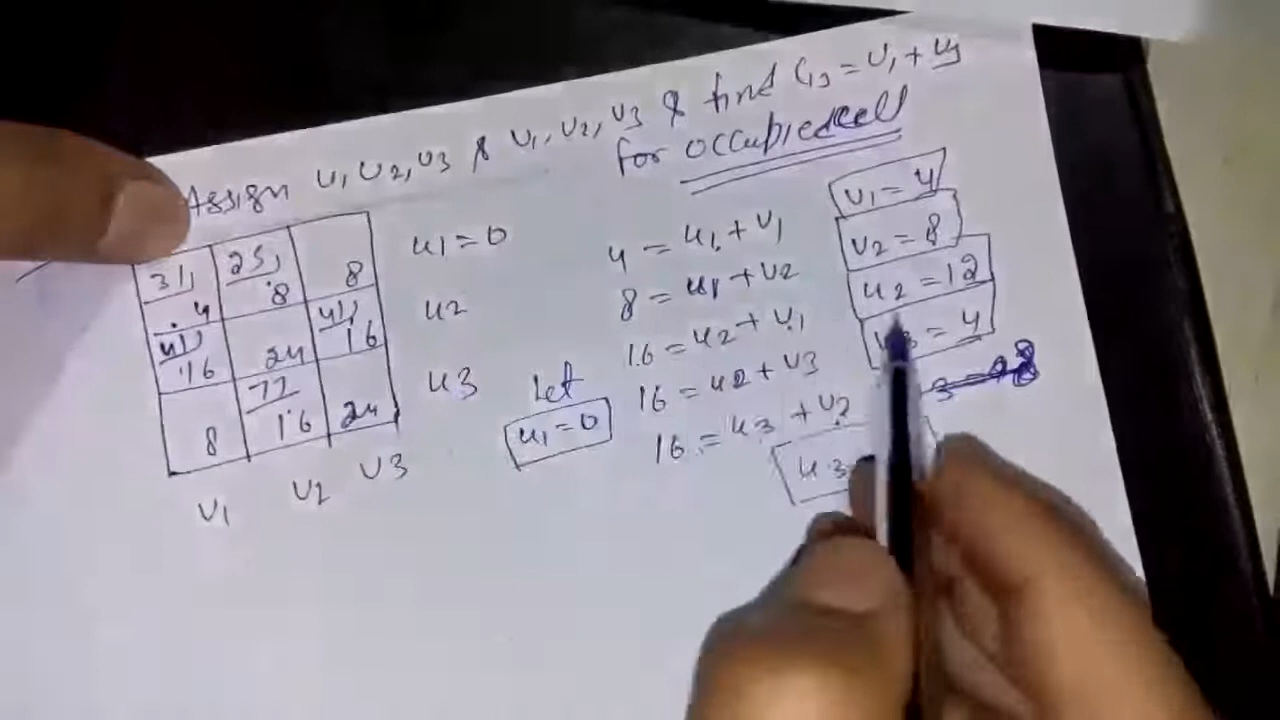 Assign U1 U2, U3 & V1, V2, V3 & find Cij = Ui + Vj
for occupied cell
31, 25,
4 8 8
41, 41,
16 24 16
72
8 16 24
V1 V2 V3
u1 = 0
u2
u3
Let
u1 = 0
4 = u1 + V1
8 = u1 + V2
16 = u2 + V1
16 = u2 + V3
16 = u3 + V2
V1 = 4
V2 = 8
u2 = 12
3 = 4
u3